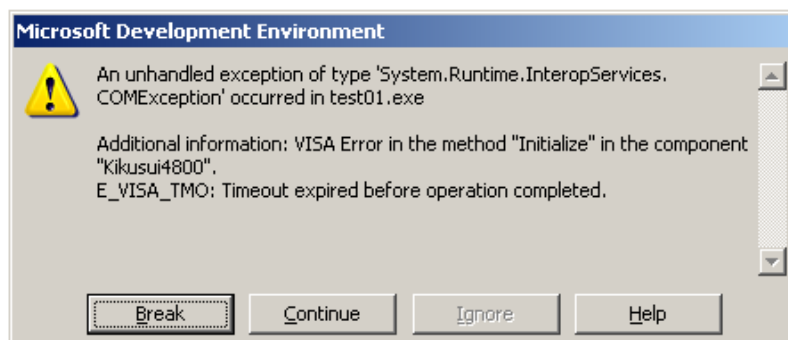 Microsoft Development Environment
An unhandled exception of type 'System.Runtime.InteropServices.
COMException' occurred in test01.exe
Additional information: VISA Error in the method "Initialize" in the component
"Kikusui4800".
E_VISA_TMO: Timeout expired before operation completed.
Break Continue Ignore Help